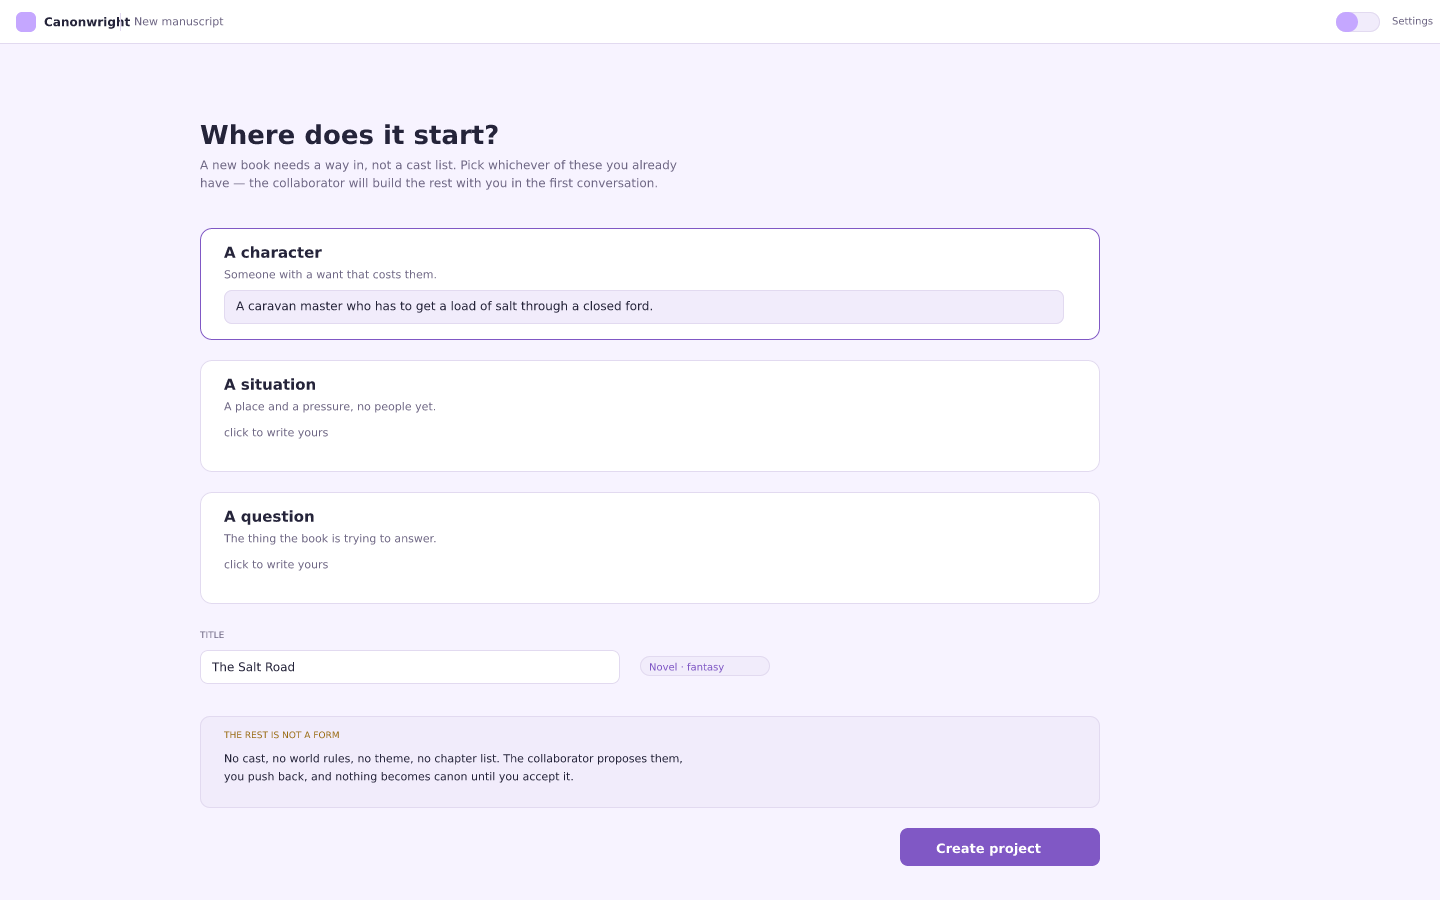 Canonwright New manuscript Settings
Where does it start?
A new book needs a way in, not a cast list. Pick whichever of these you already
have — the collaborator will build the rest with you in the first conversation.
A character
Someone with a want that costs them.
A caravan master who has to get a load of salt through a closed ford.
A situation
A place and a pressure, no people yet.
click to write yours
A question
The thing the book is trying to answer.
click to write yours
TITLE
The Salt Road
Novel · fantasy
THE REST IS NOT A FORM
No cast, no world rules, no theme, no chapter list. The collaborator proposes them,
you push back, and nothing becomes canon until you accept it.
Create project